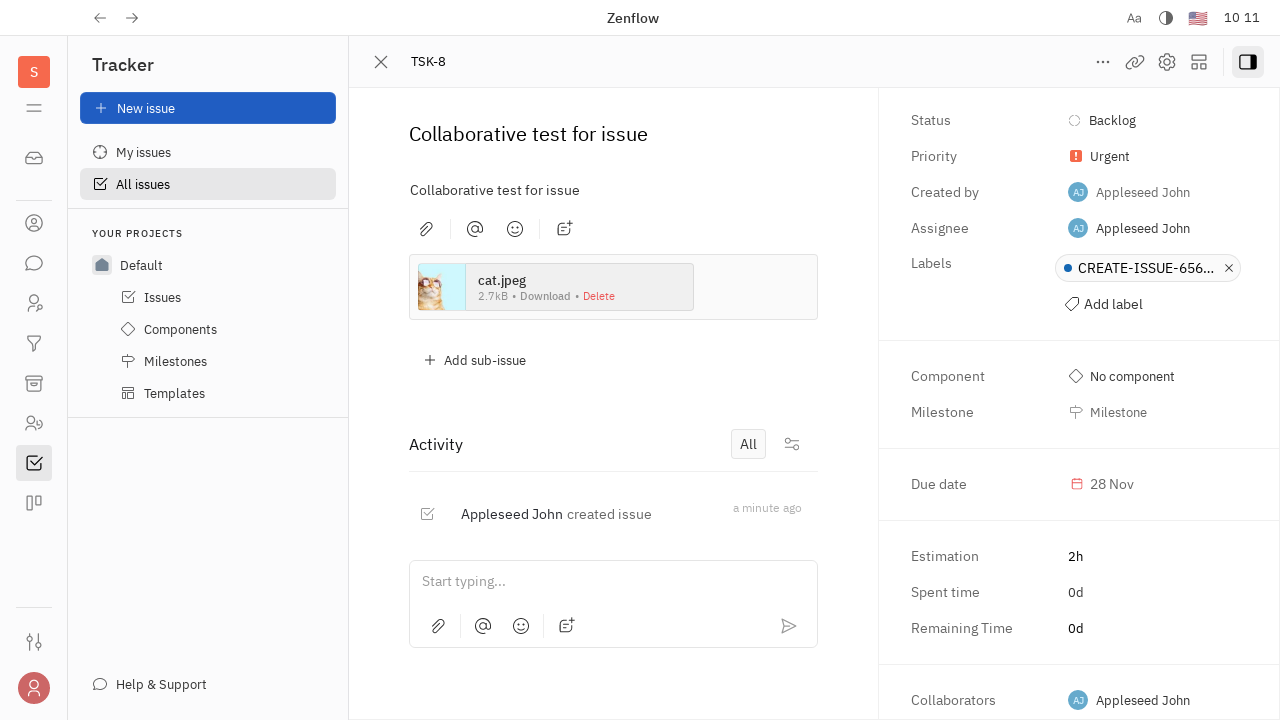 Zenflow
Aa
10 11
S
Tracker
New issue
My issues
All issues
YOUR PROJECTS
Default
Issues
Components
Milestones
Templates
Help & Support
TSK-8
Collaborative test for issue
Collaborative test for issue
cat.jpeg
2.7kB • Download • Delete
Add sub-issue
Activity
All
Appleseed John created issue
a minute ago
Start typing...
Status
Backlog
Priority
Urgent
Created by
AJ Appleseed John
Assignee
AJ Appleseed John
Labels
CREATE-ISSUE-656...
Add label
Component
No component
Milestone
Milestone
Due date
28 Nov
Estimation
2h
Spent time
0d
Remaining Time
0d
Collaborators
AJ Appleseed John